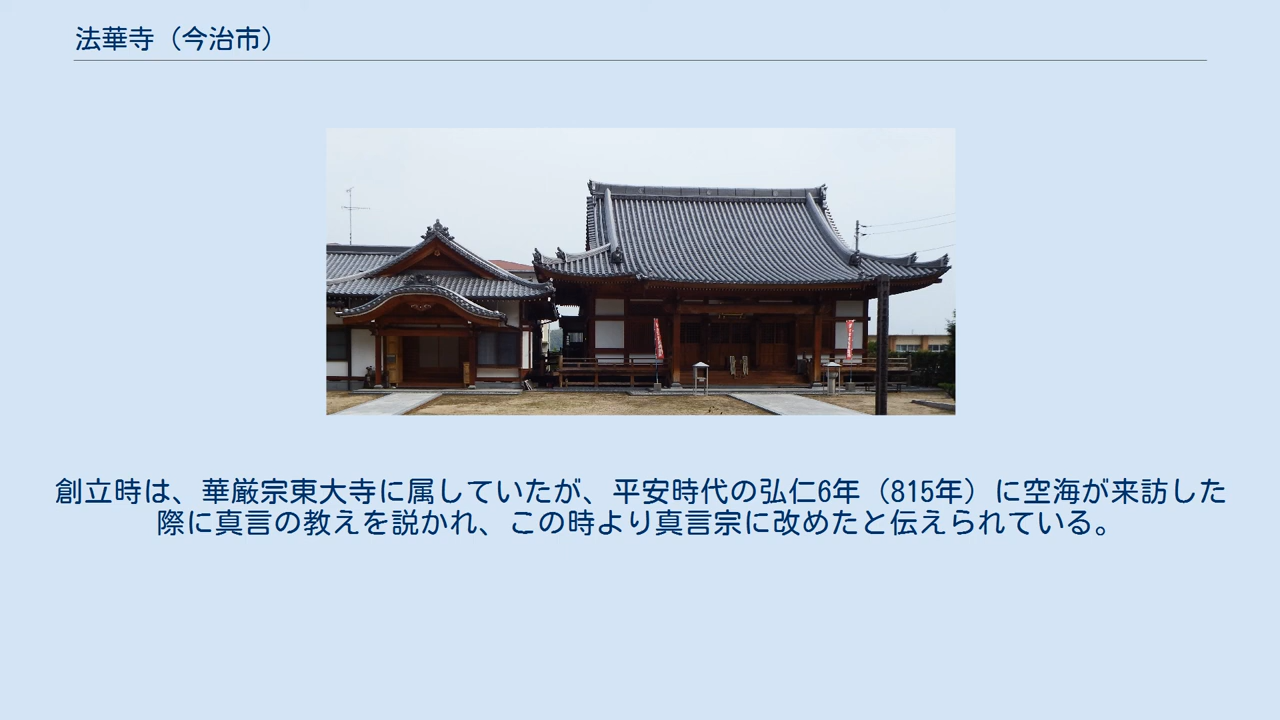 法華寺（今治市）
創立時は、華厳宗東大寺に属していたが、平安時代の弘仁6年（815年）に空海が来訪した
際に真言の教えを説かれ、この時より真言宗に改めたと伝えられている。